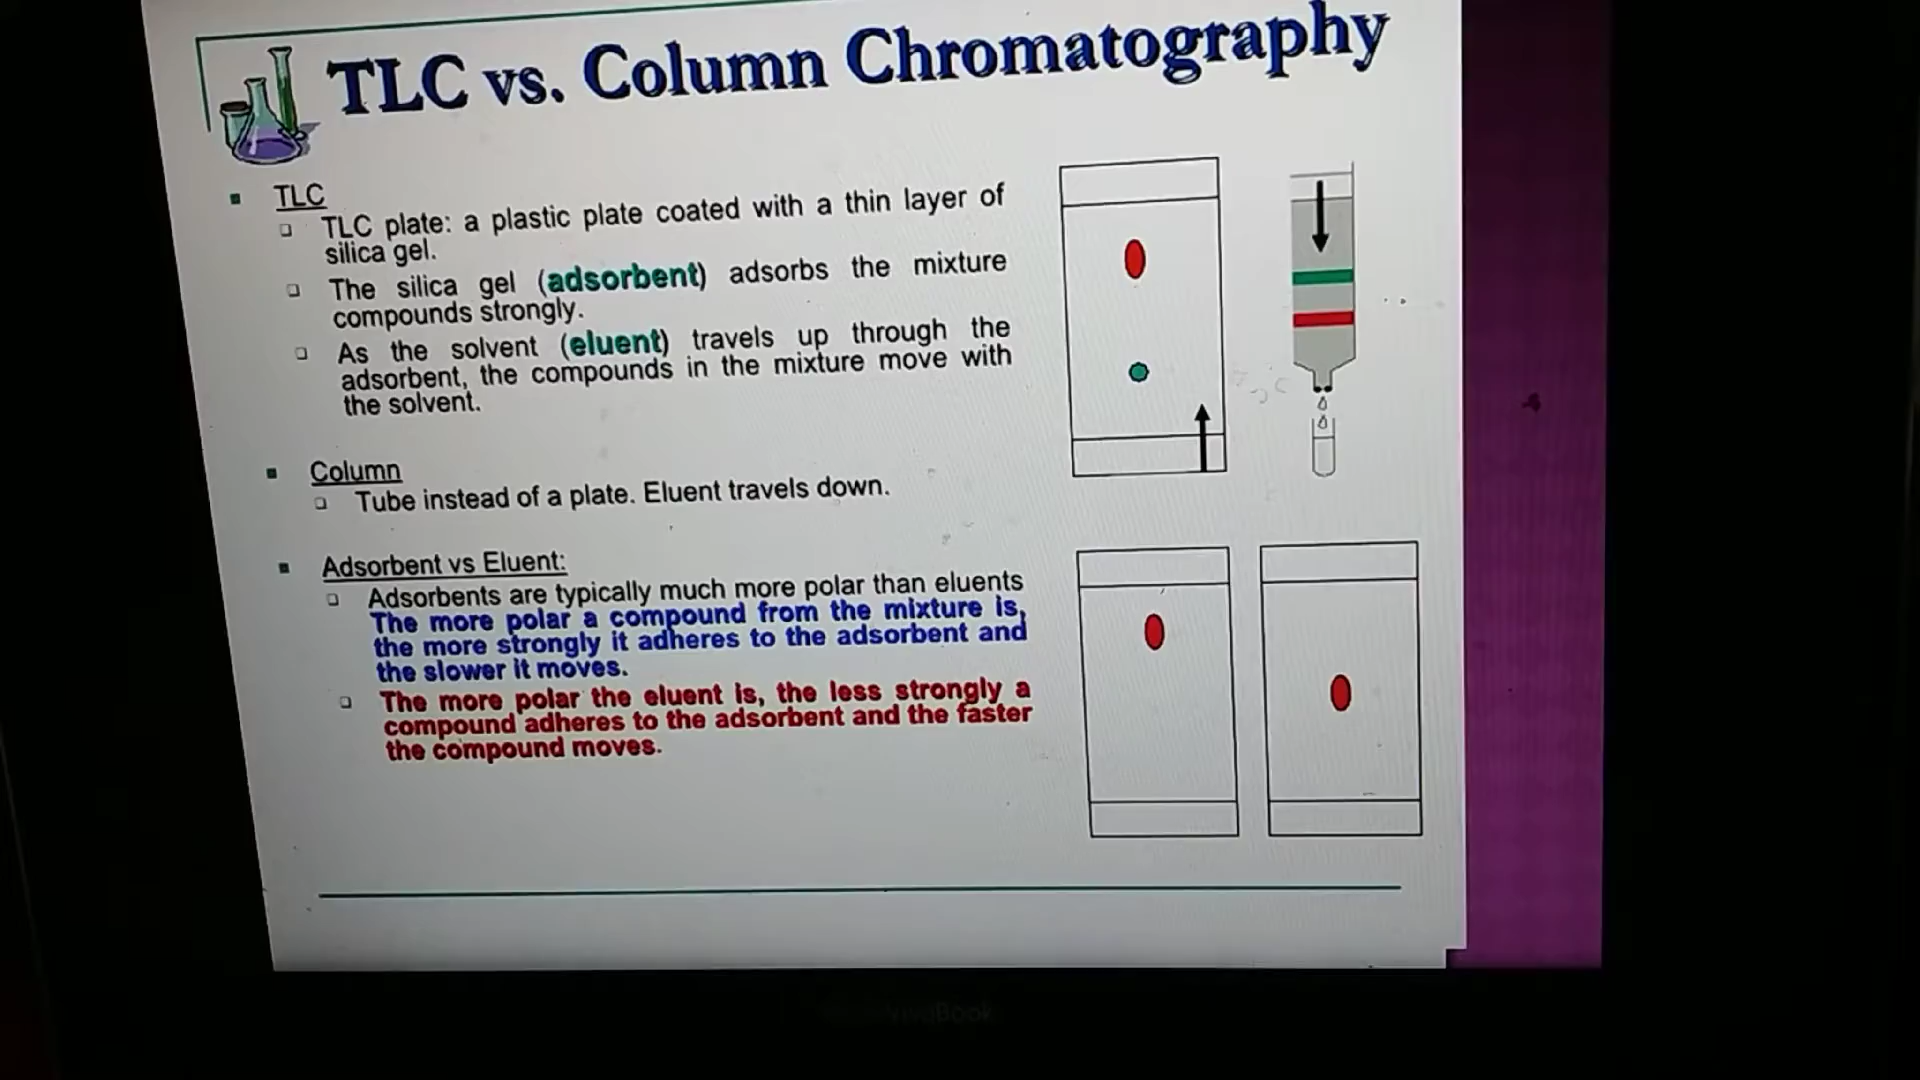 TLC vs. Column Chromatography
TLC
TLC plate: a plastic plate coated with a thin layer of
silica gel.
The silica gel (adsorbent) adsorbs the mixture
compounds strongly.
As the solvent (eluent) travels up through the
adsorbent, the compounds in the mixture move with
the solvent.
Column
Tube instead of a plate. Eluent travels down.
Adsorbent vs Eluent:
Adsorbents are typically much more polar than eluents
The more polar a compound from the mixture is,
the more strongly it adheres to the adsorbent and
the slower it moves.
The more polar the eluent is, the less strongly a
compound adheres to the adsorbent and the faster
the compound moves.
VivoBook